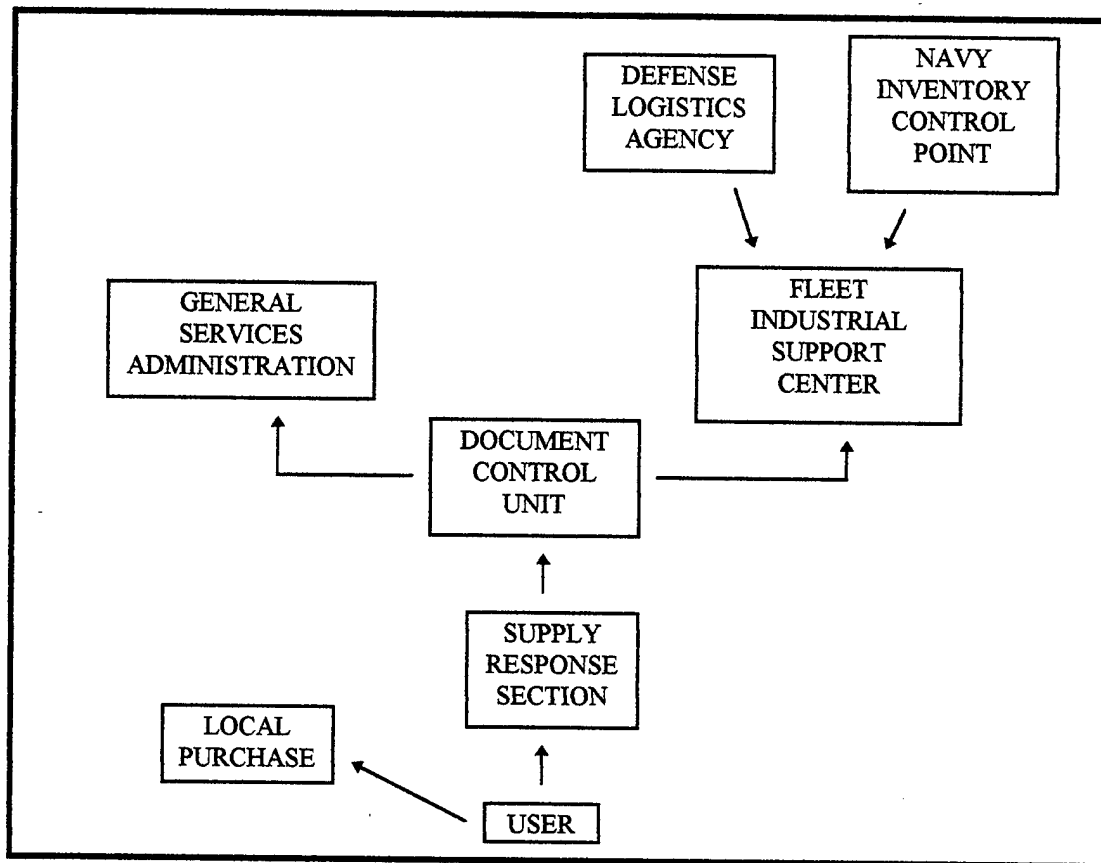 DEFENSE
LOGISTICS
AGENCY
NAVY
INVENTORY
CONTROL
POINT
GENERAL
SERVICES
ADMINISTRATION
FLEET
INDUSTRIAL
SUPPORT
CENTER
DOCUMENT
CONTROL
UNIT
SUPPLY
RESPONSE
SECTION
LOCAL
PURCHASE
USER